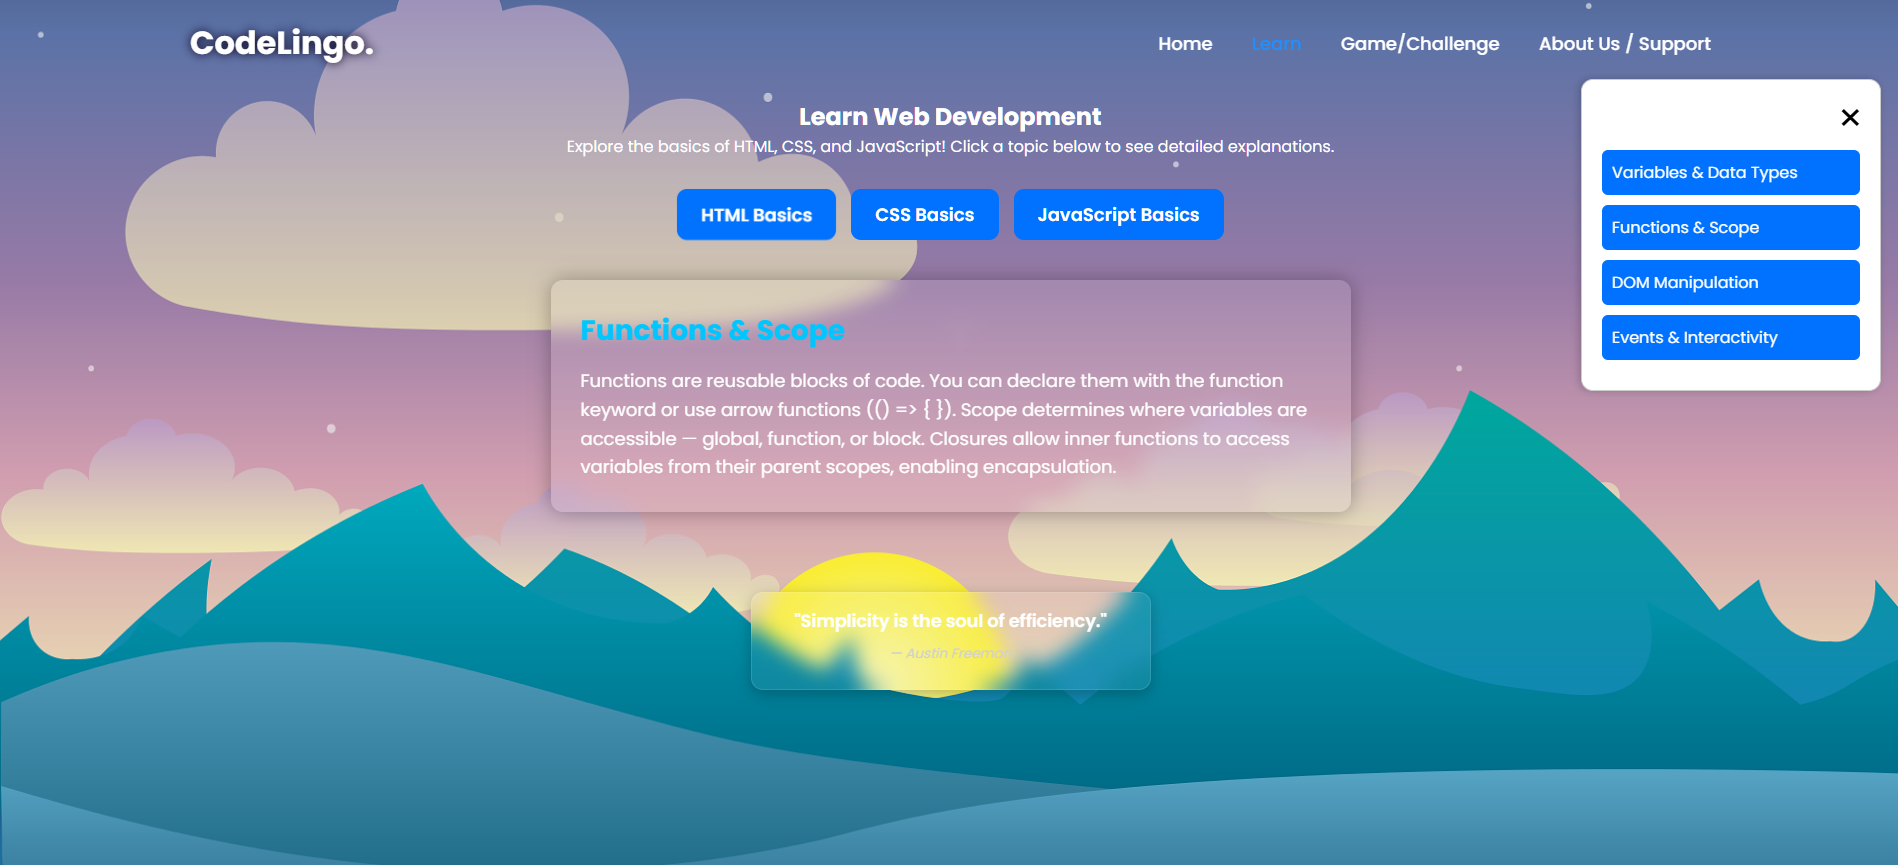 CodeLingo.
Home
Learn
Game/Challenge
About Us / Support
Learn Web Development
Explore the basics of HTML, CSS, and JavaScript! Click a topic below to see detailed explanations.
HTML Basics
CSS Basics
JavaScript Basics
Variables & Data Types
Functions & Scope
DOM Manipulation
Events & Interactivity
Functions & Scope
Functions are reusable blocks of code. You can declare them with the function
keyword or use arrow functions (() => { }). Scope determines where variables are
accessible — global, function, or block. Closures allow inner functions to access
variables from their parent scopes, enabling encapsulation.
"Simplicity is the soul of efficiency."
— Austin Freeman